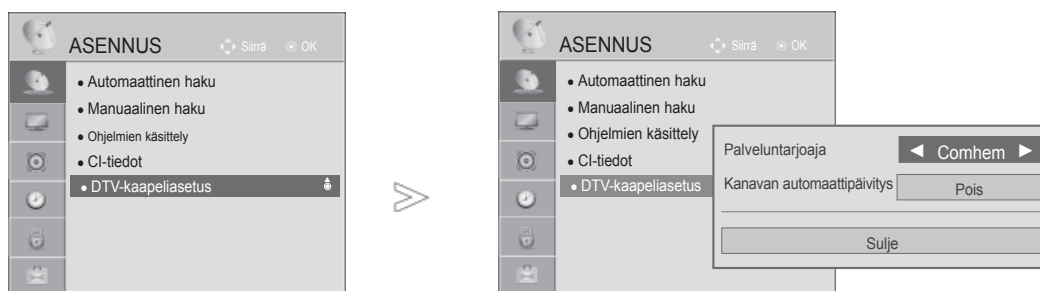 ASENNUS Siirrä OK
• Automaattinen haku
• Manuaalinen haku
• Ohjelmien käsittely
• CI-tiedot
• DTV-kaapeliasetus
ASENNUS Siirrä OK
• Automaattinen haku
• Manuaalinen haku
• Ohjelmien käsittely
• CI-tiedot
• DTV-kaapeliasetus
Palveluntarjoaja ◄ Comhem ►
Kanavan automaattipäivitys Pois
Sulje